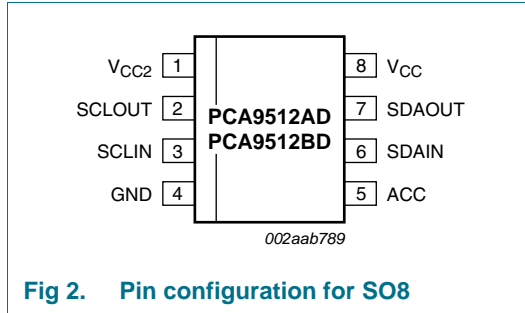 VCC2 1 8 VCC
SCLOUT 2 PCA9512AD 7 SDAOUT
SCLIN 3 PCA9512BD 6 SDAIN
GND 4 5 ACC
002aab789
Fig 2. Pin configuration for SO8